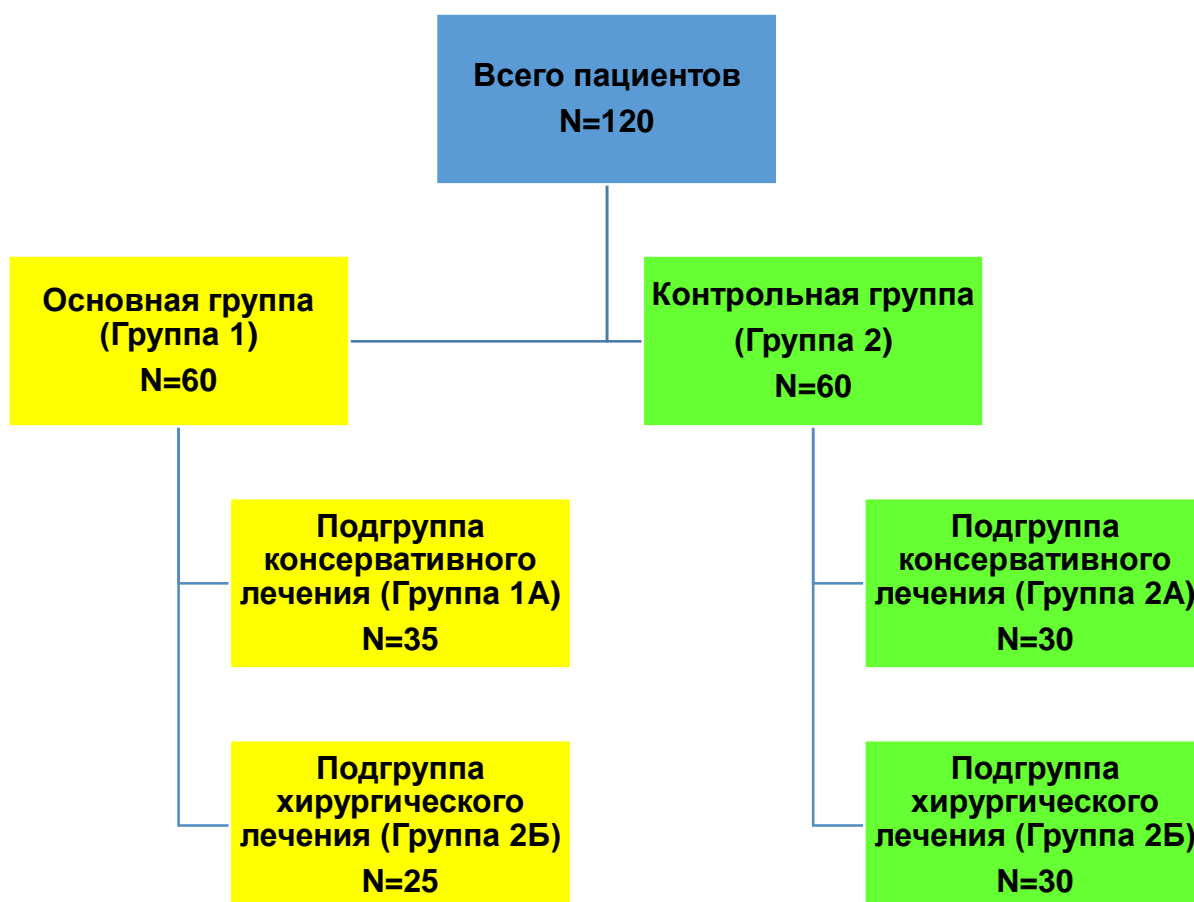 Всего пациентов
N=120
Основная группа
(Группа 1)
N=60
Контрольная группа
(Группа 2)
N=60
Подгруппа
консервативного
лечения (Группа 1А)
N=35
Подгруппа
консервативного
лечения (Группа 2А)
N=30
Подгруппа
хирургического
лечения (Группа 2Б)
N=25
Подгруппа
хирургического
лечения (Группа 2Б)
N=30